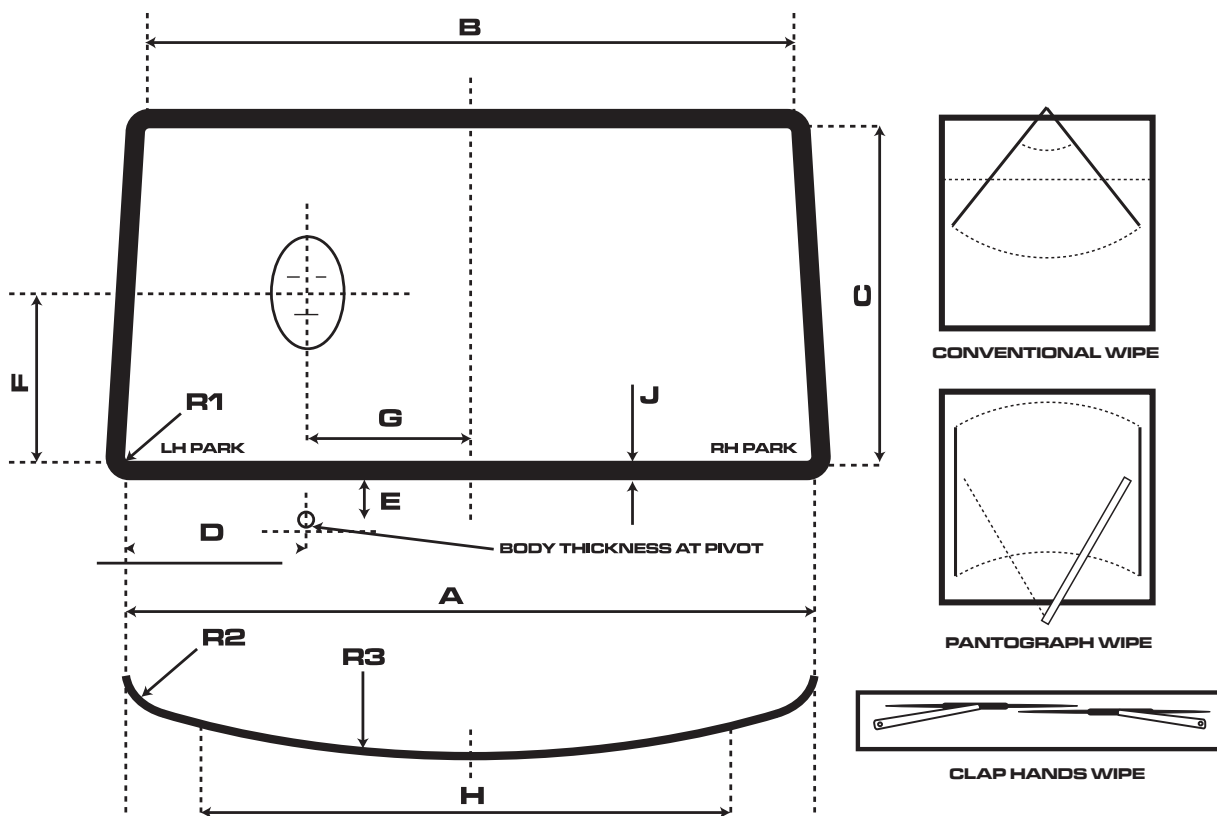 B
C
F
R1
J
G
LH PARK
RH PARK
E
D
BODY THICKNESS AT PIVOT
A
R2
R3
H
CONVENTIONAL WIPE
PANTOGRAPH WIPE
CLAP HANDS WIPE